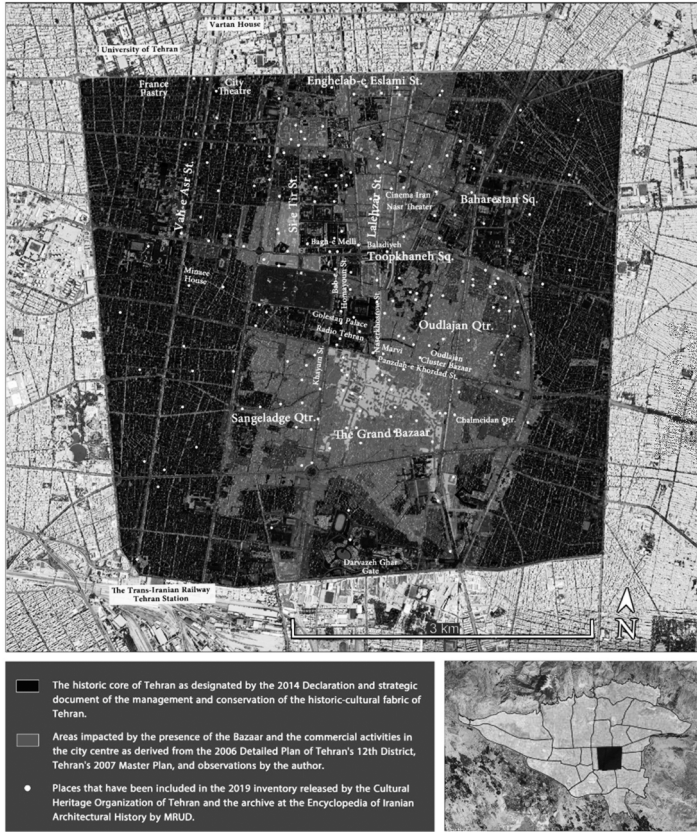 Vartan House
University of Tehran
France
Pastry
City
Theatre
Enghelab-e Eslami St.
Vali-e Asr St.
Si-e Tir St.
Lalehzar St.
Cinema Iran
Nasr Theater
Baharestan Sq.
Bagh-e Melli
Baladiyeh
Toopkhaneh Sq.
Minaee
House
Bab-e
Homayoun St.
Golestan Palace
Radio Tehran
Naserkhosrow St.
Oudlajan Qtr.
Khayam St.
Marvi
Oudlajan
Cluster Bazaar
Panzdah-e Khordad St.
Sangeladge Qtr.
The Grand Bazaar
Chalmeidan Qtr.
Darvazeh Ghar
Gate
The Trans-Iranian Railway
Tehran Station
3 km
N
The historic core of Tehran as designated by the 2014 Declaration and strategic
document of the management and conservation of the historic-cultural fabric of
Tehran.
Areas impacted by the presence of the Bazaar and the commercial activities in
the city centre as derived from the 2006 Detailed Plan of Tehran's 12th District,
Tehran's 2007 Master Plan, and observations by the author.
Places that have been included in the 2019 inventory released by the Cultural
Heritage Organization of Tehran and the archive at the Encyclopedia of Iranian
Architectural History by MRUD.